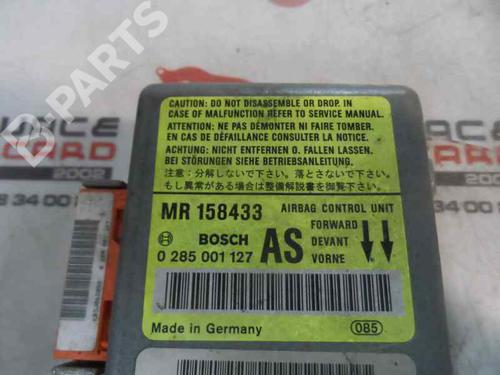 B-PARTS
CAUTION: DO NOT DISASSEMBLE OR DROP. IN
CASE OF MALFUNCTION REFER TO SERVICE MANUAL.
ATTENTION: NE PAS DÉMONTER NI FAIRE TOMBER.
EN CAS DE DÉFAILLANCE CONSULTER LA NOTICE.
ACHTUNG: NICHT ENTFERNEN O. FALLEN LASSEN.
BEI STÖRUNGEN SIEHE BETRIEBSANLEITUNG.
注意：分解しないで下さい。落とさないで下さい。
もし異常がある場合は整備解説書を御覧下さい。
MR 158433 AIRBAG CONTROL UNIT
FORWARD
BOSCH AS DEVANT
0 285 001 127 VORNE
Made in Germany 085
2002